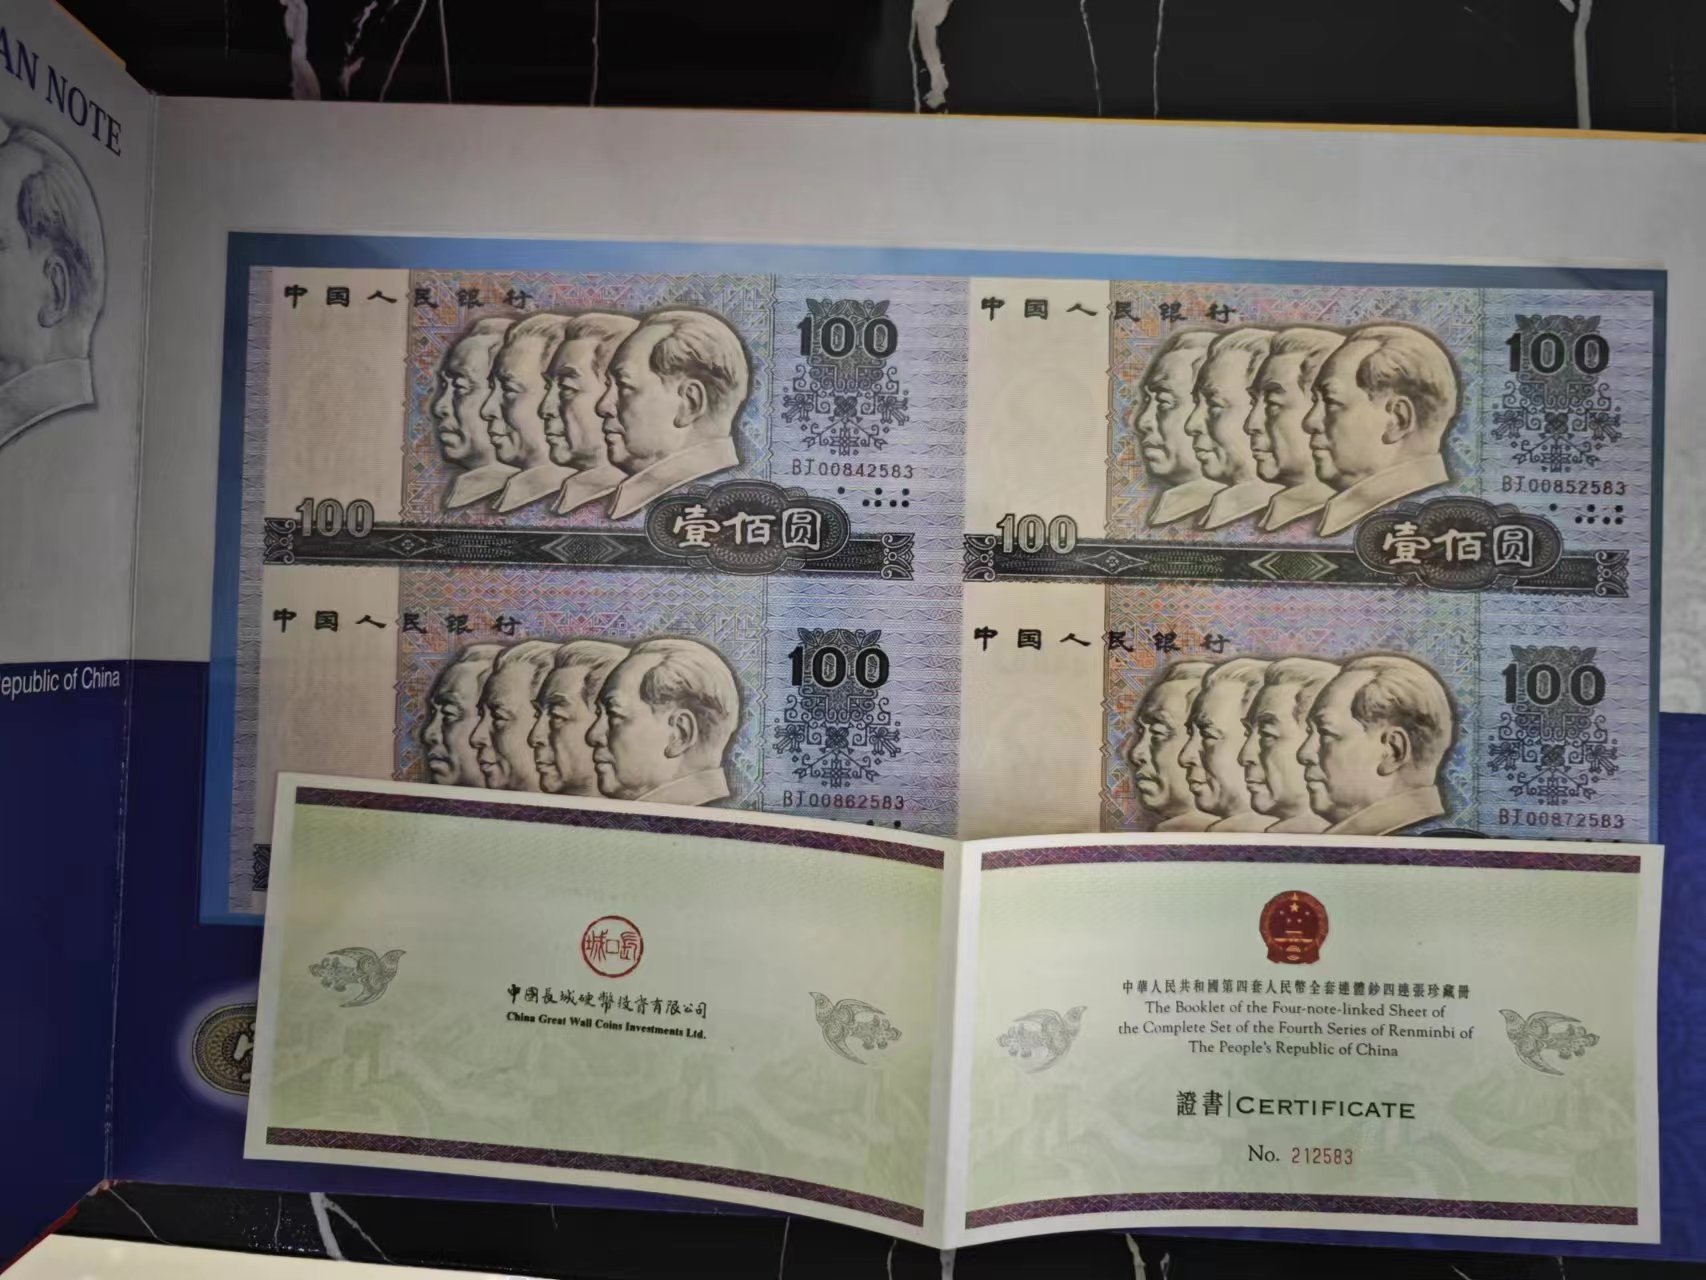 AN NOTE
epublic of China
中国人民银行
100
BJ00842583
100
壹佰圆
中国人民银行
100
BJ00852583
100
壹佰圆
中国人民银行
100
BJ00862583
中国人民银行
100
BJ00872583
中國長城硬幣投資有限公司
China Great Wall Coins Investments Ltd.
中華人民共和國第四套人民幣全套連體鈔四連張珍藏冊
The Booklet of the Four-note-linked Sheet of
the Complete Set of the Fourth Series of Renminbi of
The People's Republic of China
證書|CERTIFICATE
No. 212583